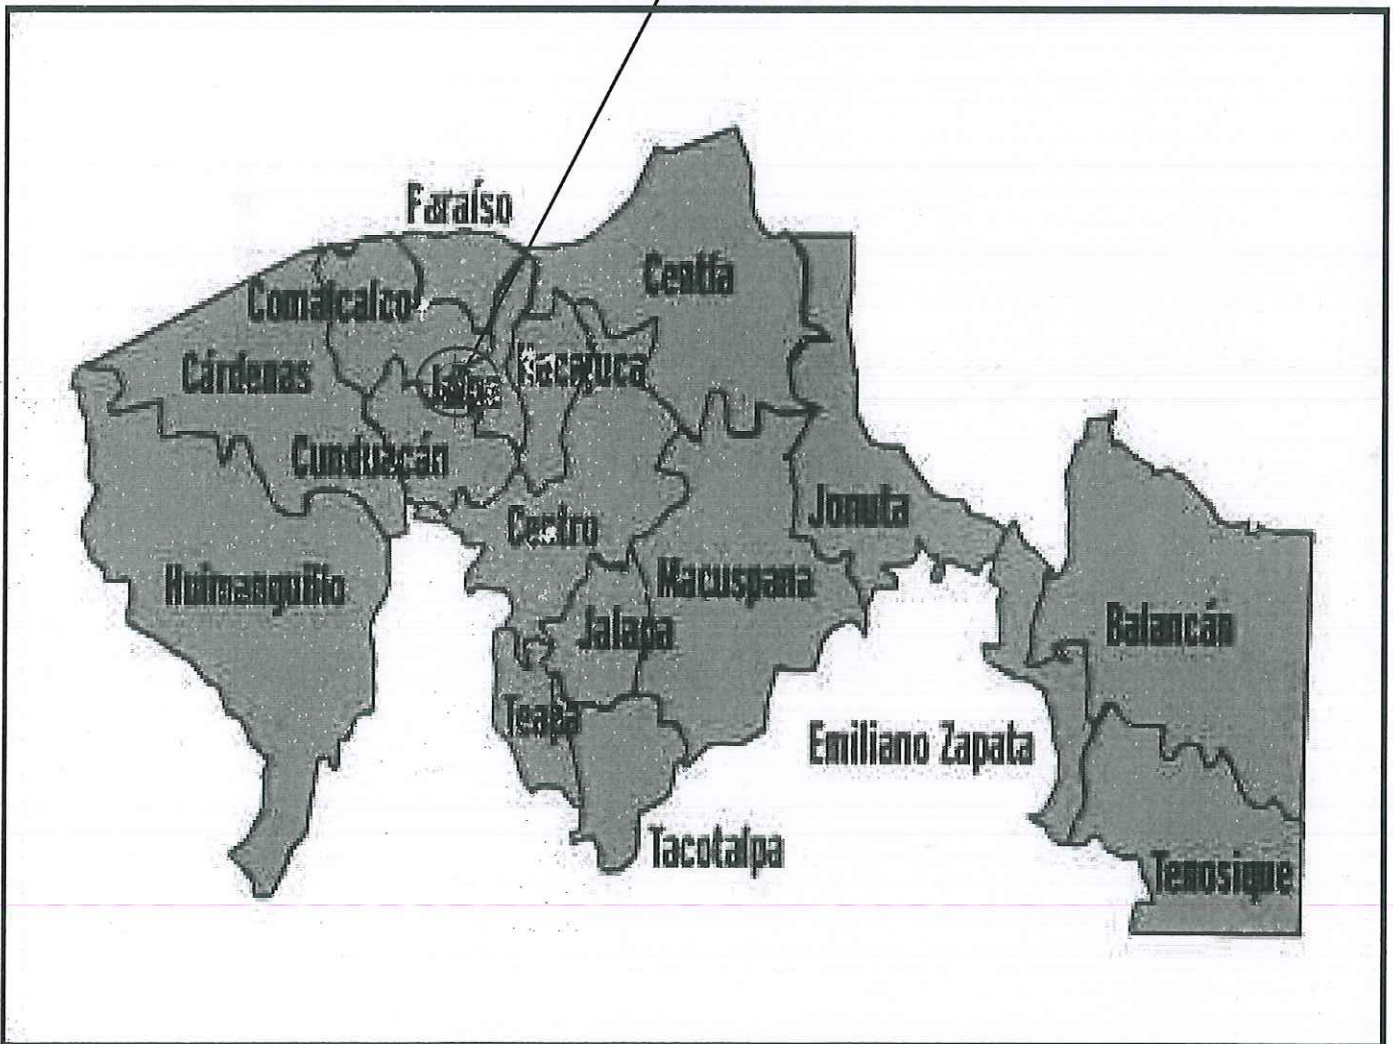 Paraíso
Centla
Comalcalco
Cárdenas
Jalpa
Nacajuca
Cunduacán
Centro
Jonuta
Huimanguillo
Macuspana
Jalapa
Balancán
Teapa
Emiliano Zapata
Tacotalpa
Tenosique